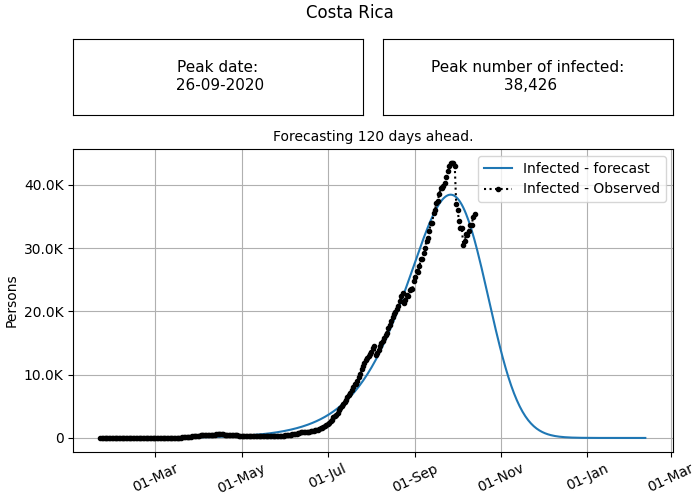 Costa Rica
Peak date:
26-09-2020
Peak number of infected:
38,426
Forecasting 120 days ahead.
Infected - forecast
Infected - Observed
40.0K
30.0K
20.0K
10.0K
0
Persons
01-Mar
01-May
01-Jul
01-Sep
01-Nov
01-Jan
01-Mar